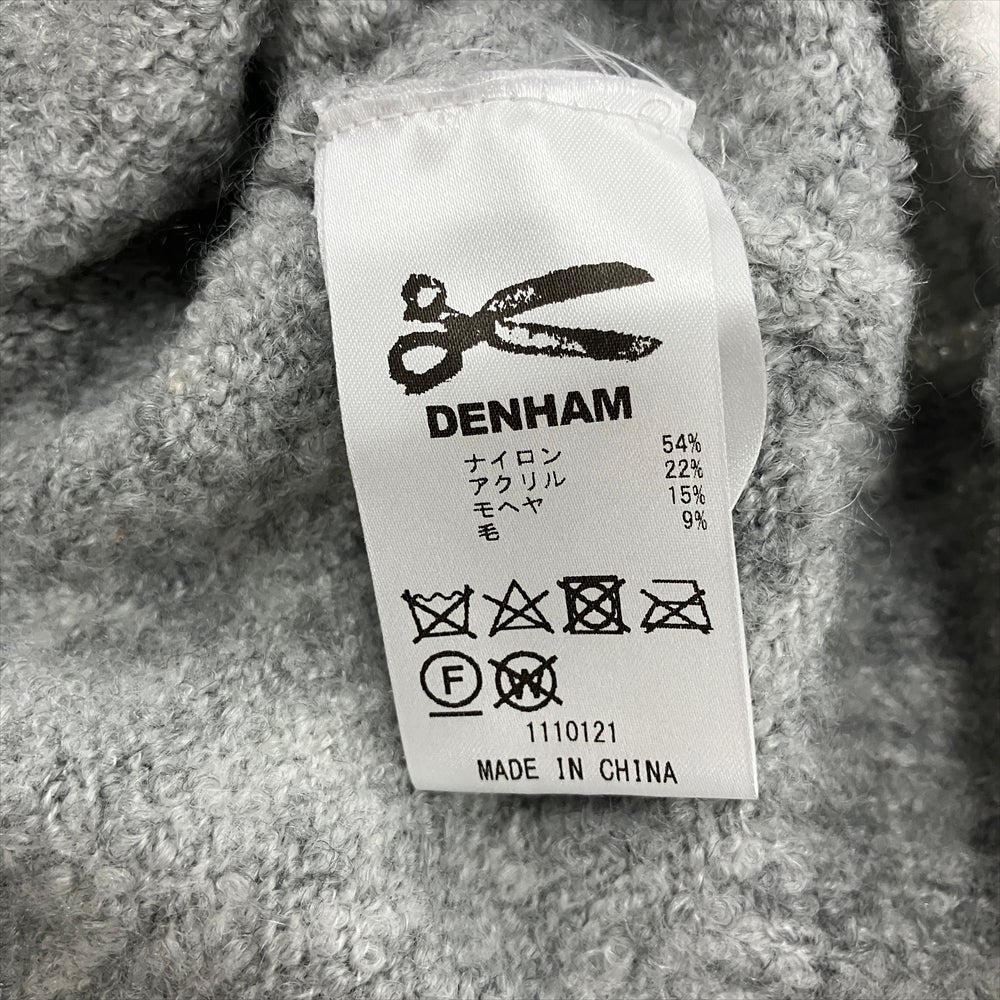 DENHAM
ナイロン 54%
アクリル 22%
モヘヤ 15%
毛 9%
F W
1110121
MADE IN CHINA